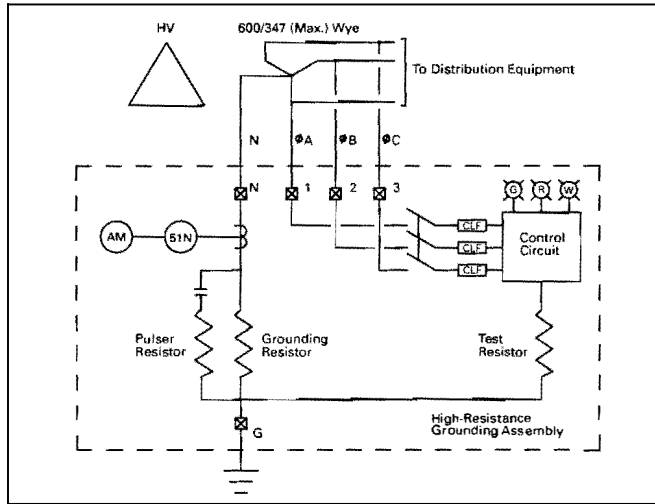 HV
600/347 (Max.) Wye
To Distribution Equipment
N
ØA
ØB
ØC
N
1
2
3
G
R
W
AM
51N
CLF
CLF
CLF
Control
Circuit
Pulser
Resistor
Grounding
Resistor
Test
Resistor
G
High-Resistance
Grounding Assembly